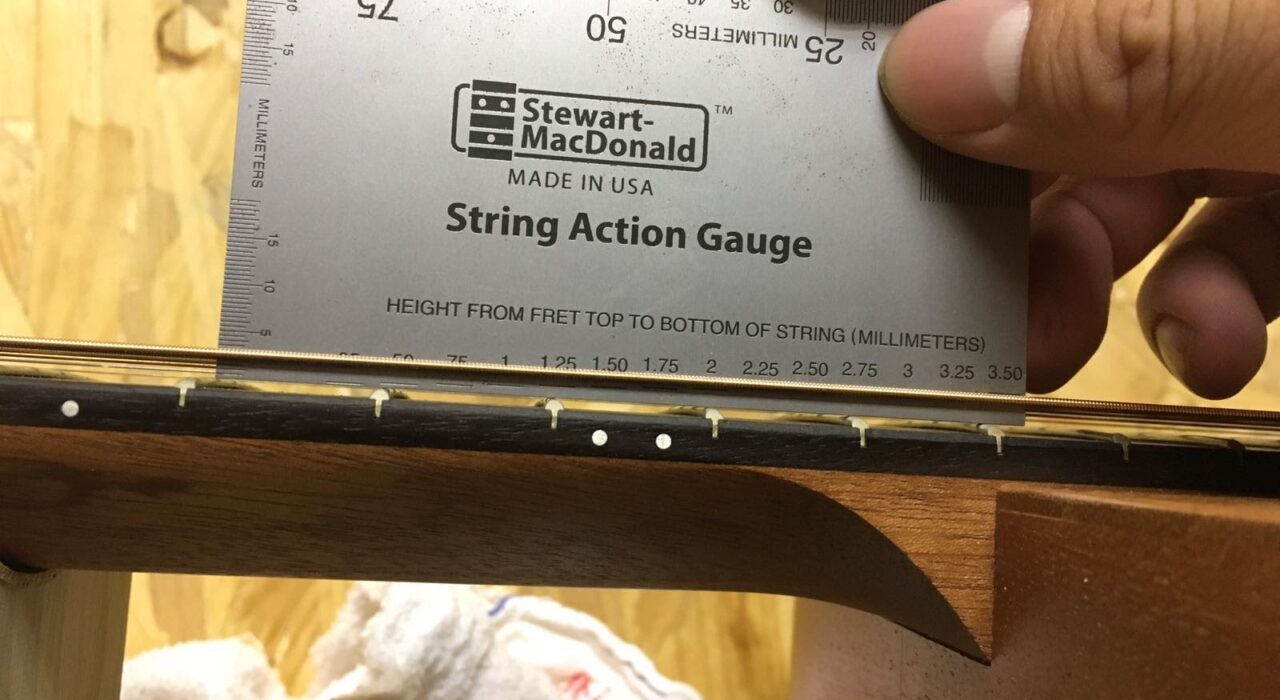 75 50 MILLIMETERS 25
40 35 30
20
10
15
MILLIMETERS
Stewart-
MacDonald
™
MADE IN USA
String Action Gauge
15
10
5
HEIGHT FROM FRET TOP TO BOTTOM OF STRING (MILLIMETERS)
50 75 1 1.25 1.50 1.75 2 2.25 2.50 2.75 3 3.25 3.50